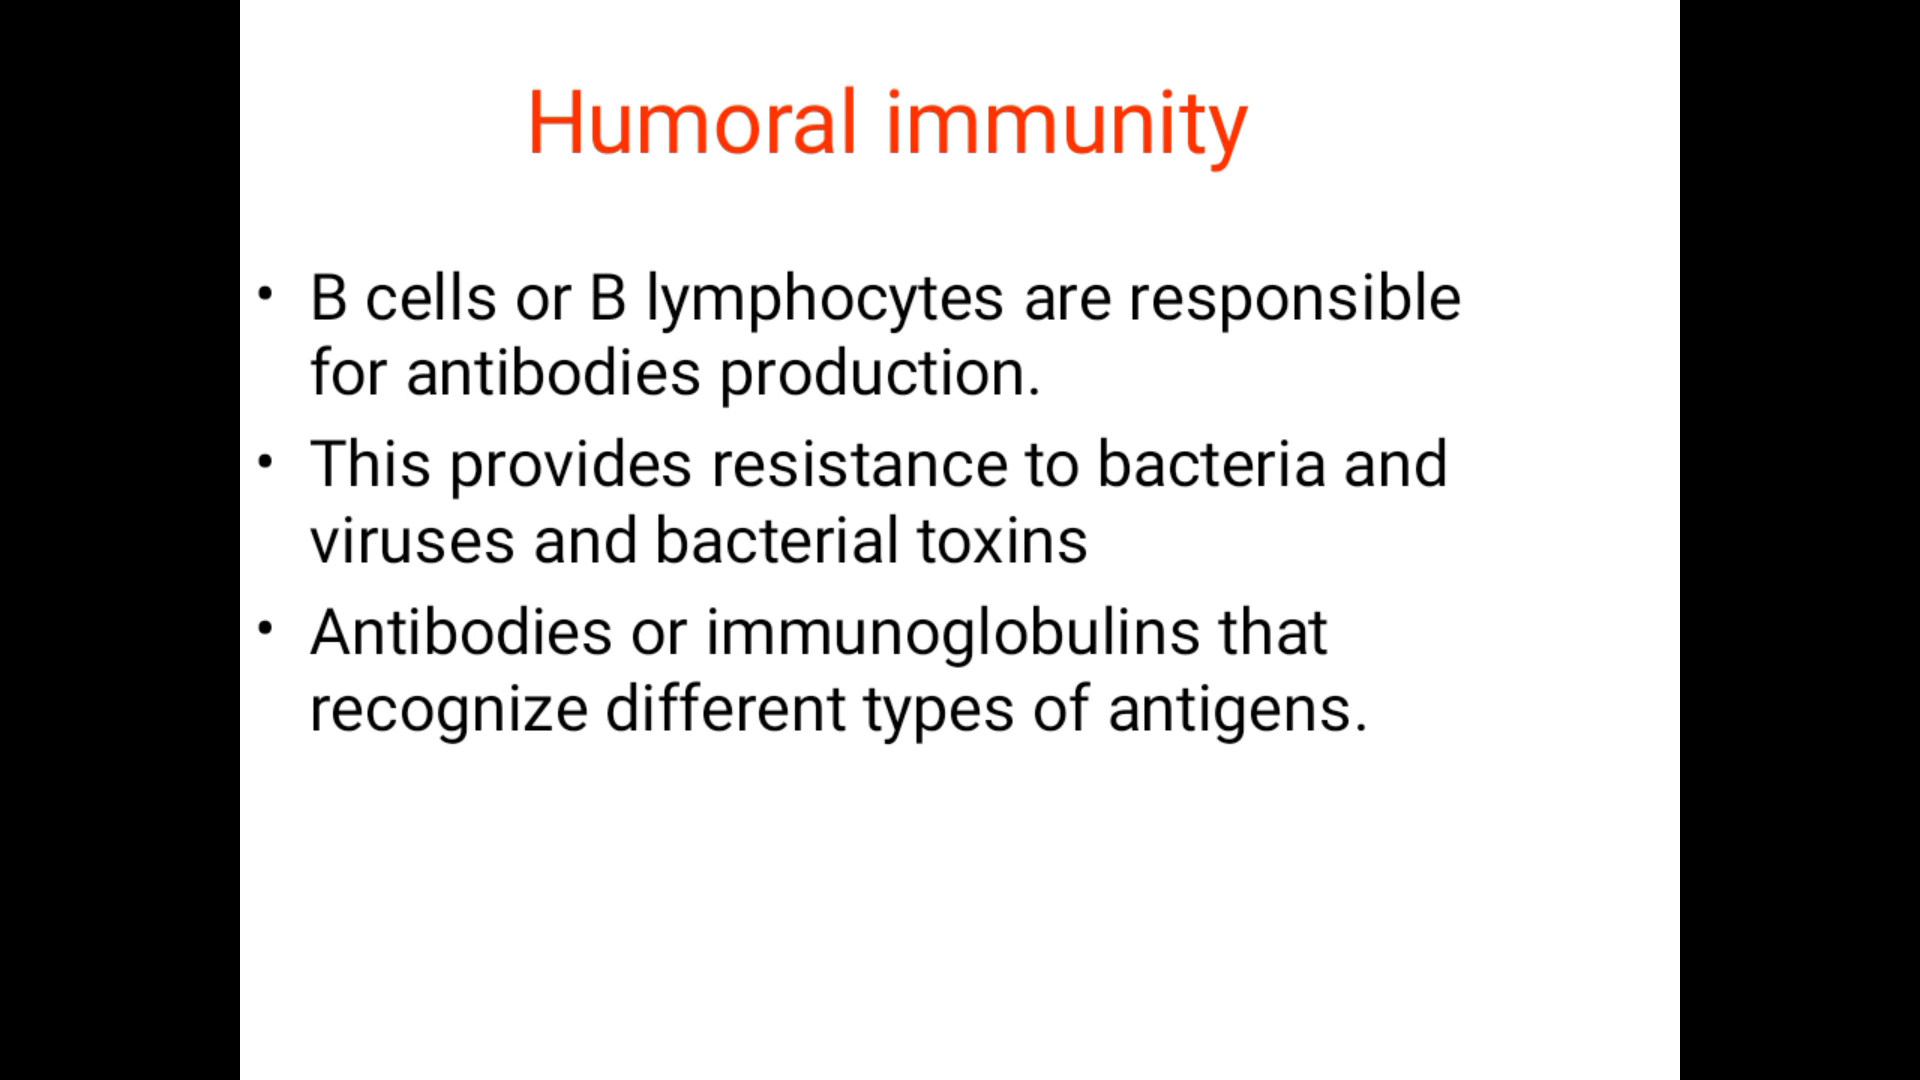 Humoral immunity
• B cells or B lymphocytes are responsible
for antibodies production.
• This provides resistance to bacteria and
viruses and bacterial toxins
• Antibodies or immunoglobulins that
recognize different types of antigens.